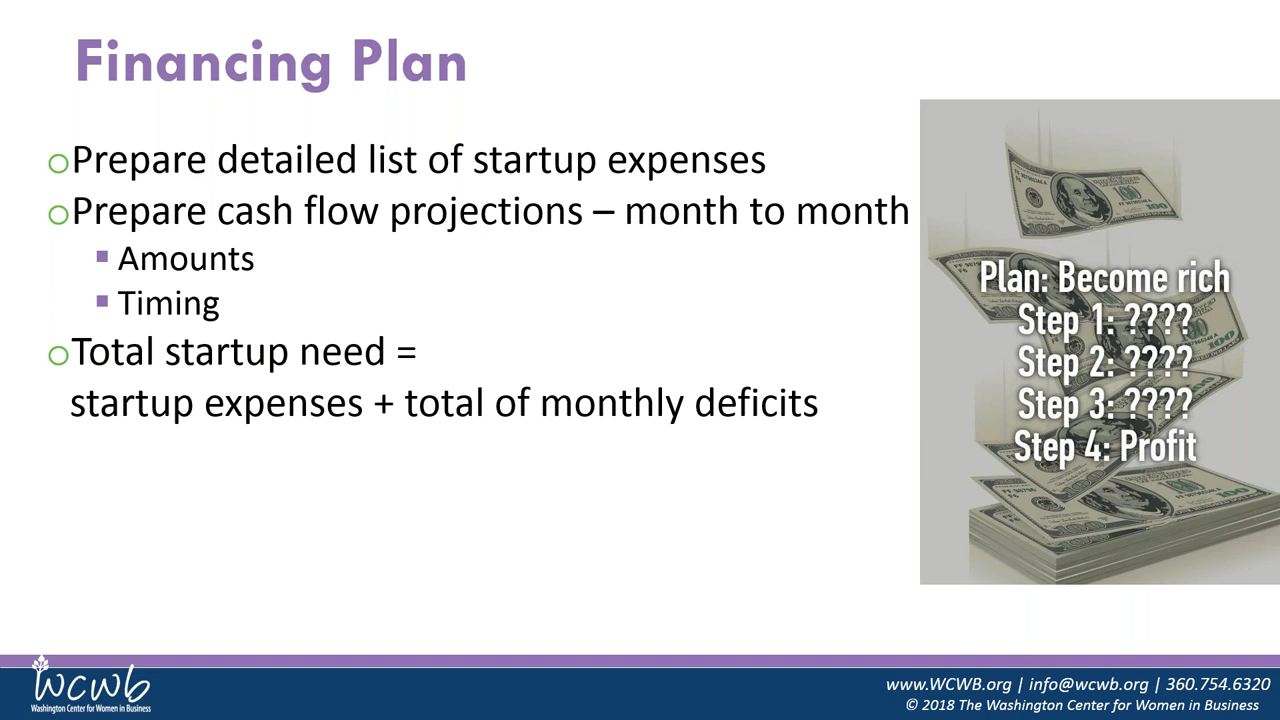 Financing Plan
Prepare detailed list of startup expenses
Prepare cash flow projections – month to month
Amounts
Timing
Total startup need =
startup expenses + total of monthly deficits
Plan: Become rich
Step 1: ????
Step 2: ????
Step 3: ????
Step 4: Profit
wcwb
Washington Center for Women in Business
www.WCWB.org | info@wcwb.org | 360.754.6320
© 2018 The Washington Center for Women in Business